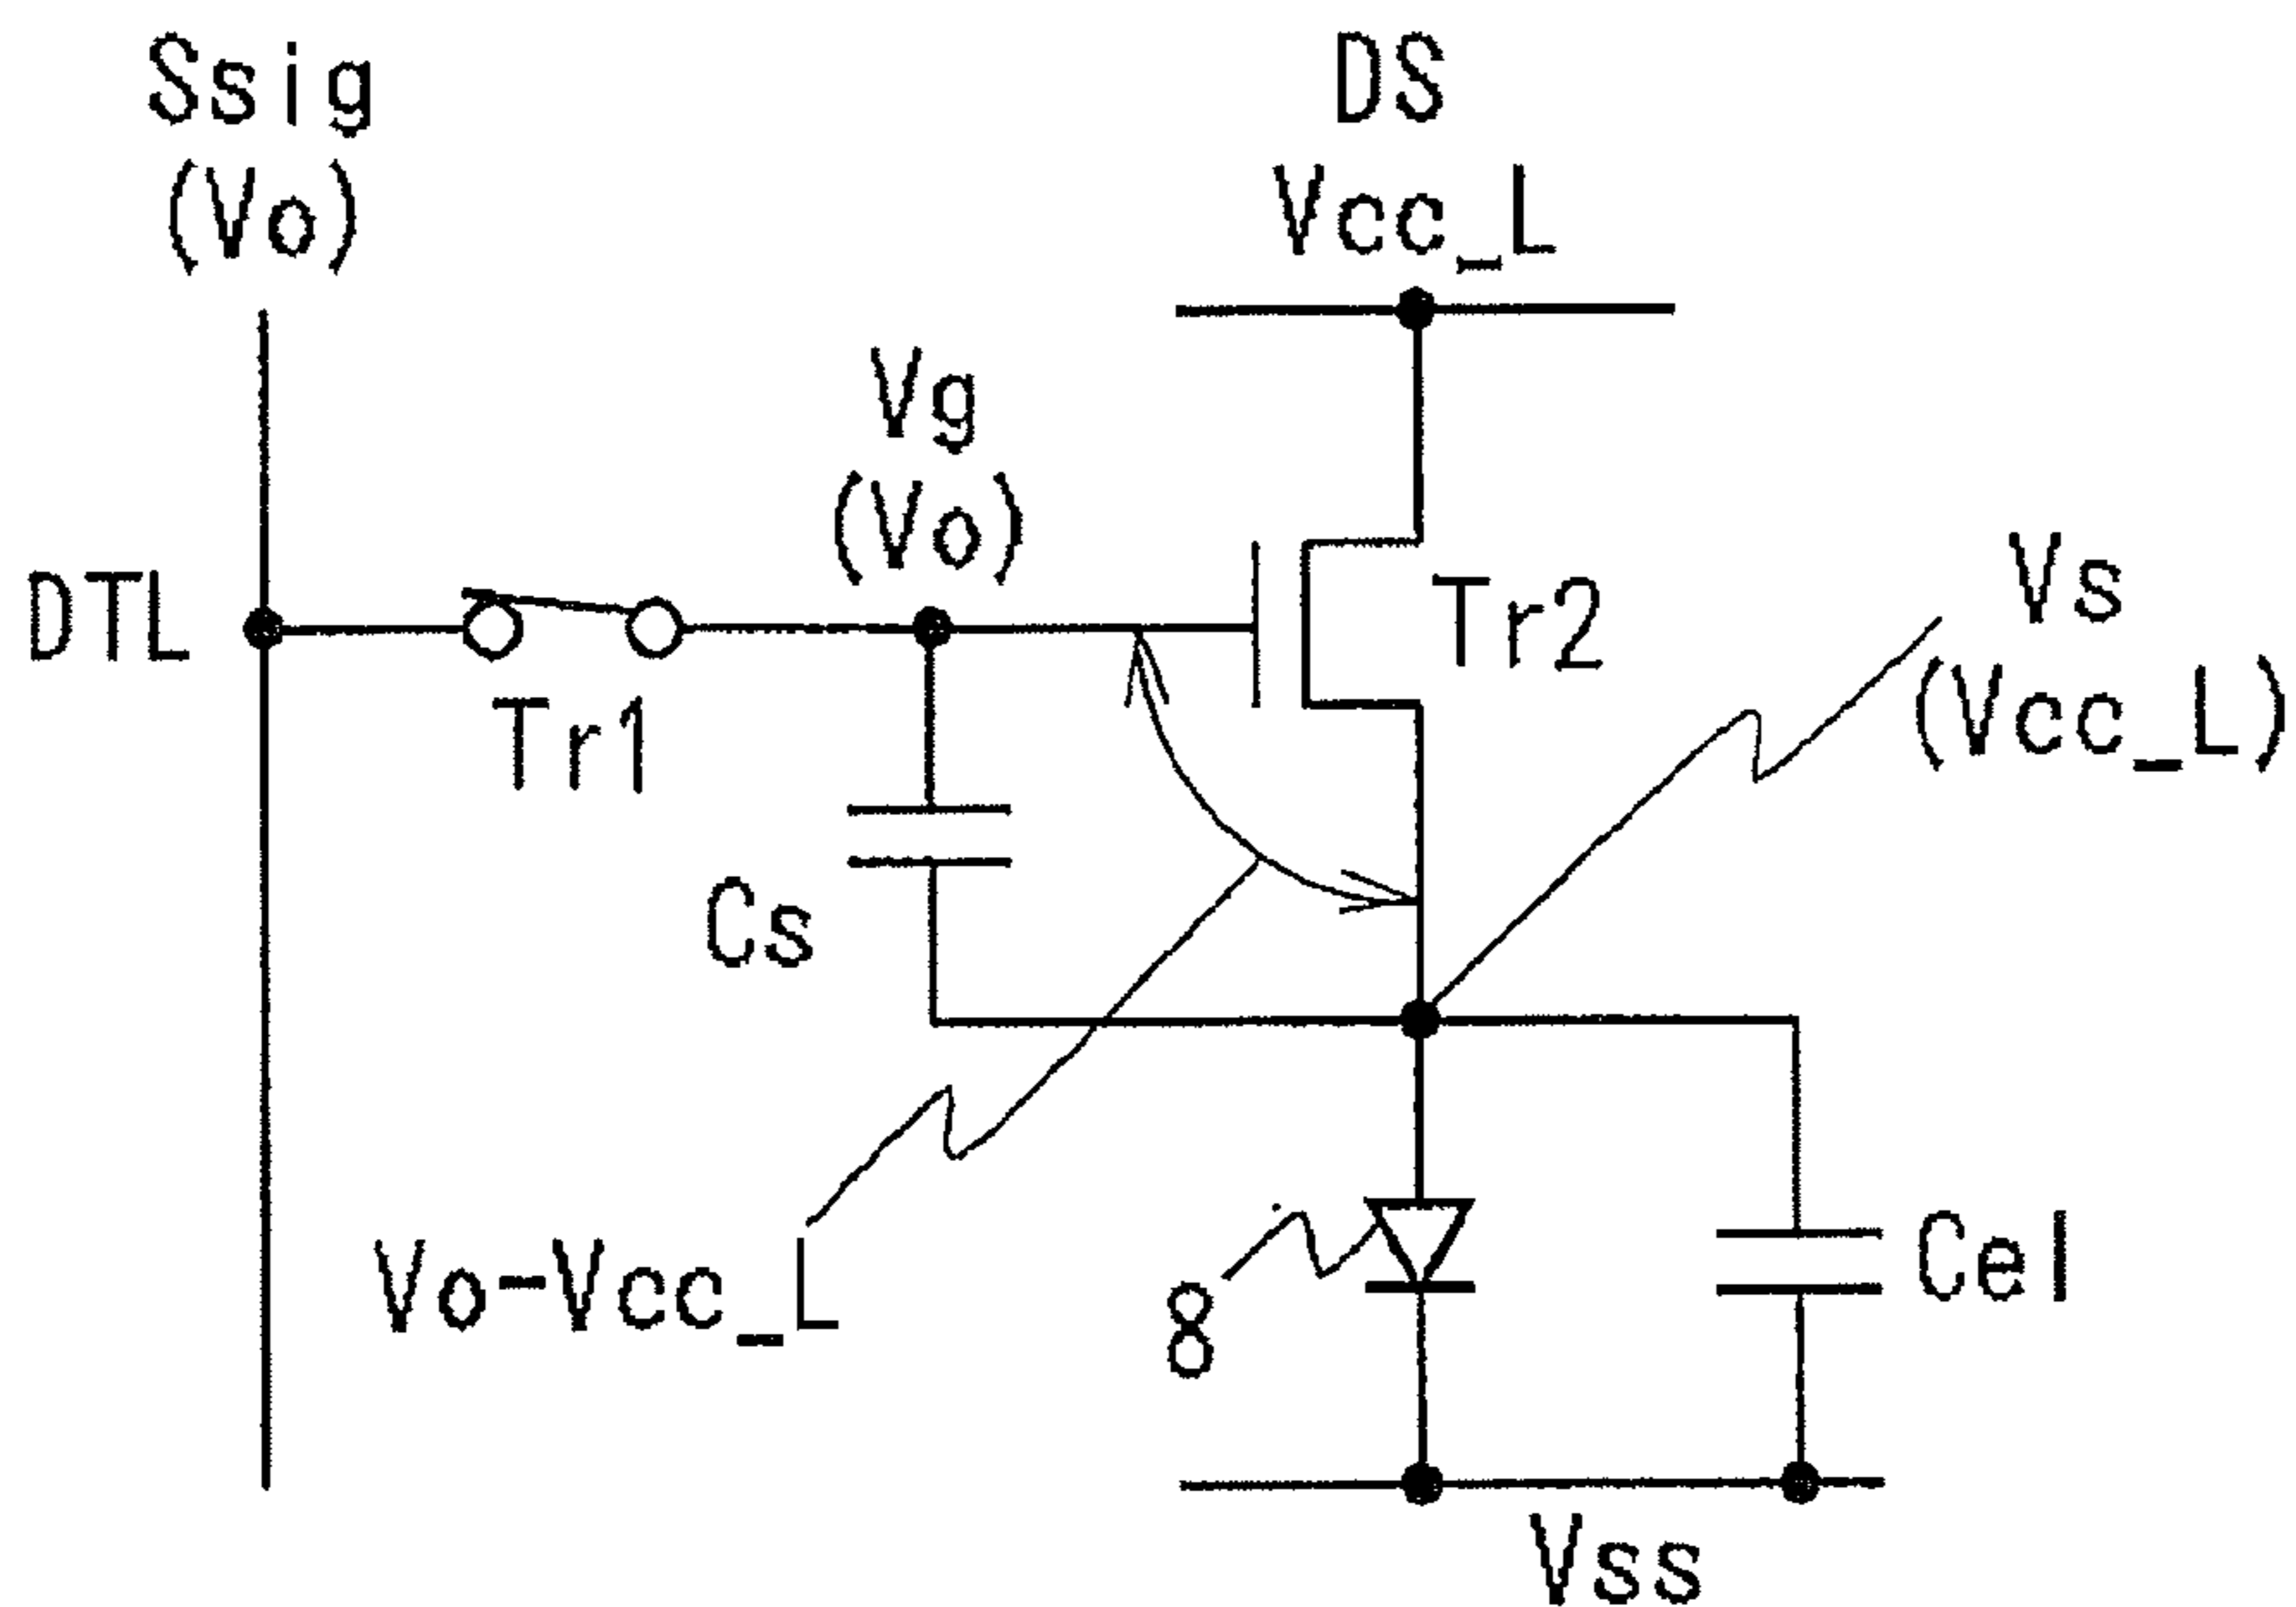 Ssig
(Vo)
DS
Vcc_L
Vg
(Vo)
DTL
Tr1
Tr2
Vs
(Vcc_L)
Cs
Vo-Vcc_L
8
Cel
Vss